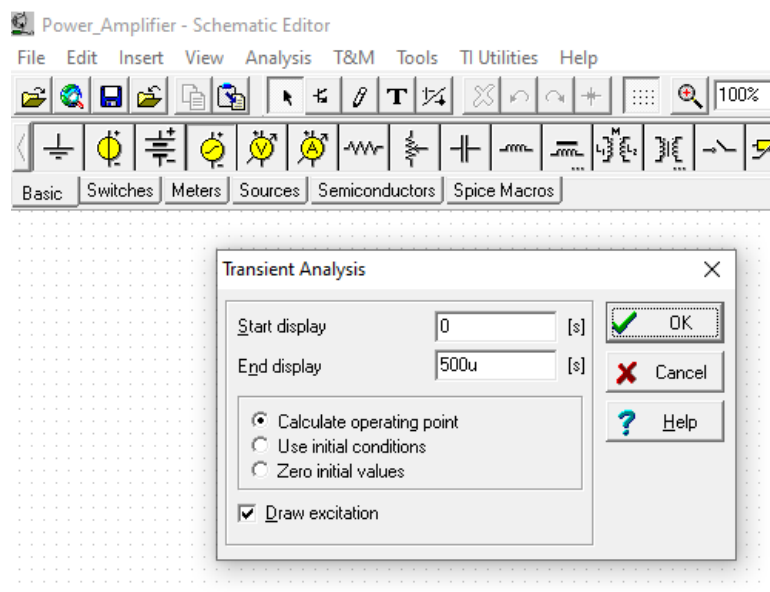 Power_Amplifier - Schematic Editor
File Edit Insert View Analysis T&M Tools TI Utilities Help
T 100%
V A M L1 L2
Basic Switches Meters Sources Semiconductors Spice Macros
Transient Analysis
Start display 0 [s] OK
End display 500u [s] Cancel
Calculate operating point ? Help
Use initial conditions
Zero initial values
Draw excitation